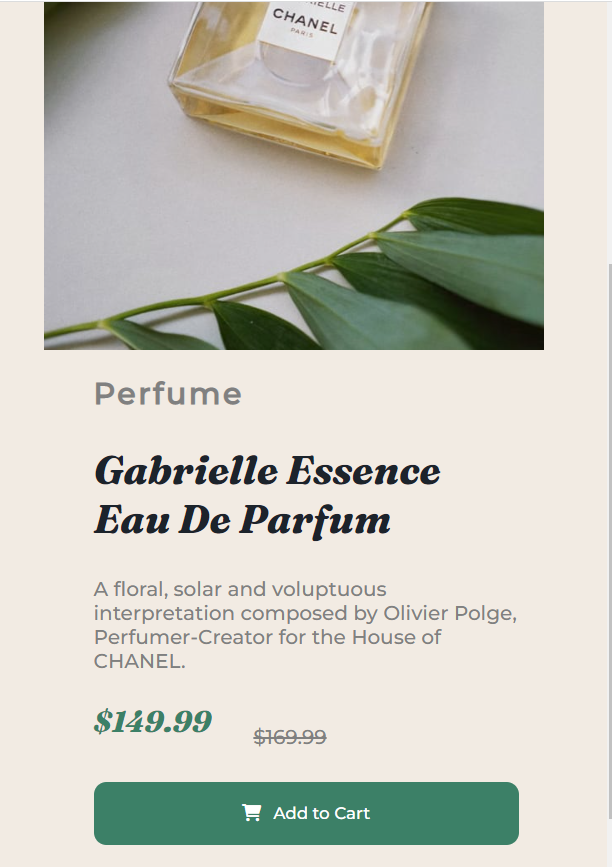 CHANEL
PARIS
Perfume
Gabrielle Essence
Eau De Parfum
A floral, solar and voluptuous
interpretation composed by Olivier Polge,
Perfumer-Creator for the House of
CHANEL.
$149.99 $169.99
Add to Cart